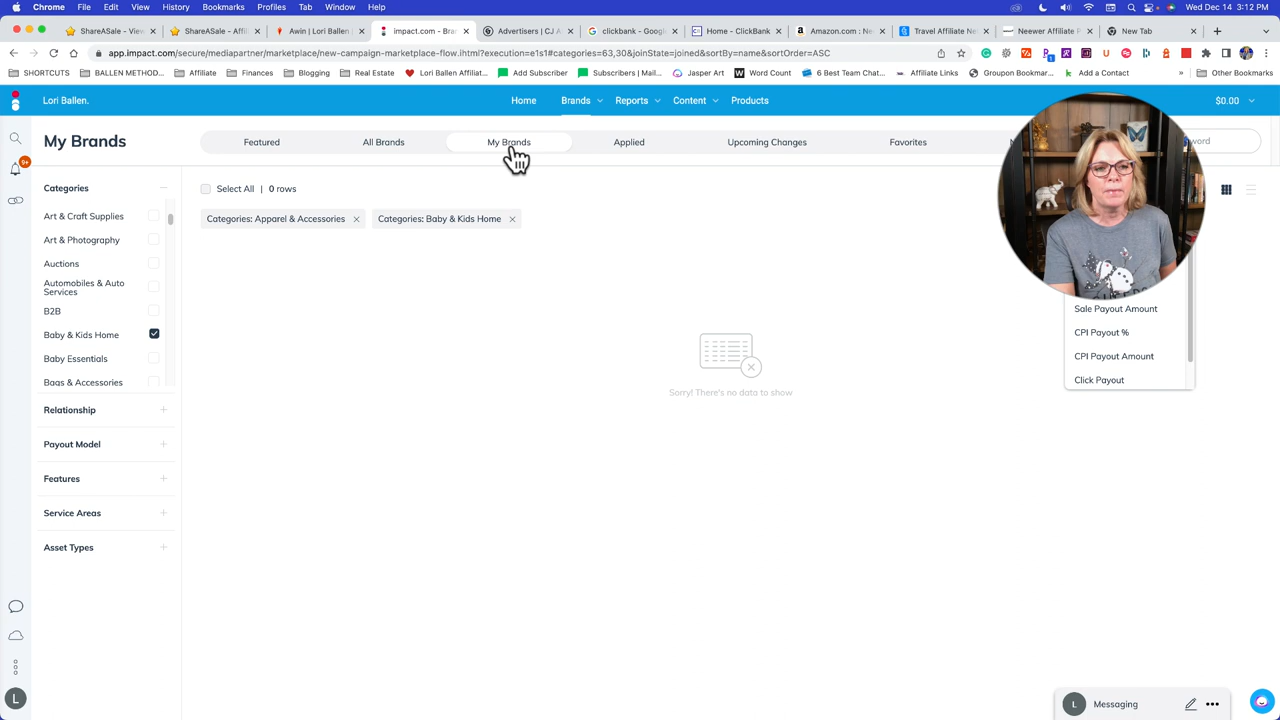 Chrome File Edit View History Bookmarks Profiles Tab Window Help
Wed Dec 14 3:12 PM
ShareASale - View
ShareASale - Affili
Awin | Lori Ballen
impact.com - Bran
Advertisers | CJ A
clickbank - Google
Home - ClickBank
Amazon.com : Nee
Travel Affiliate Ne
Neewer Affiliate P
New Tab
app.impact.com/secure/mediapartner/marketplace/new-campaign-marketplace-flow.ihtml?execution=e1s1#categories=63,30&joinState=joined&sortBy=name&sortOrder=ASC
SHORTCUTS BALLEN METHOD... Affiliate Finances Blogging Real Estate Lori Ballen Affiliat... Add Subscriber Subscribers | Mail... Jasper Art Word Count 6 Best Team Chat... Affiliate Links Groupon Bookmar... Add a Contact » Other Bookmarks
Lori Ballen.
Home Brands Reports Content Products
$0.00
My Brands
Featured All Brands My Brands Applied Upcoming Changes Favorites
9+
Categories
Select All | 0 rows
Categories: Apparel & Accessories
Categories: Baby & Kids Home
Art & Craft Supplies
Art & Photography
Auctions
Automobiles & Auto
Services
B2B
Baby & Kids Home
Baby Essentials
Bags & Accessories
Sale Payout Amount
CPI Payout %
CPI Payout Amount
Click Payout
Sorry! There's no data to show
Relationship
Payout Model
Features
Service Areas
Asset Types
L
L Messaging